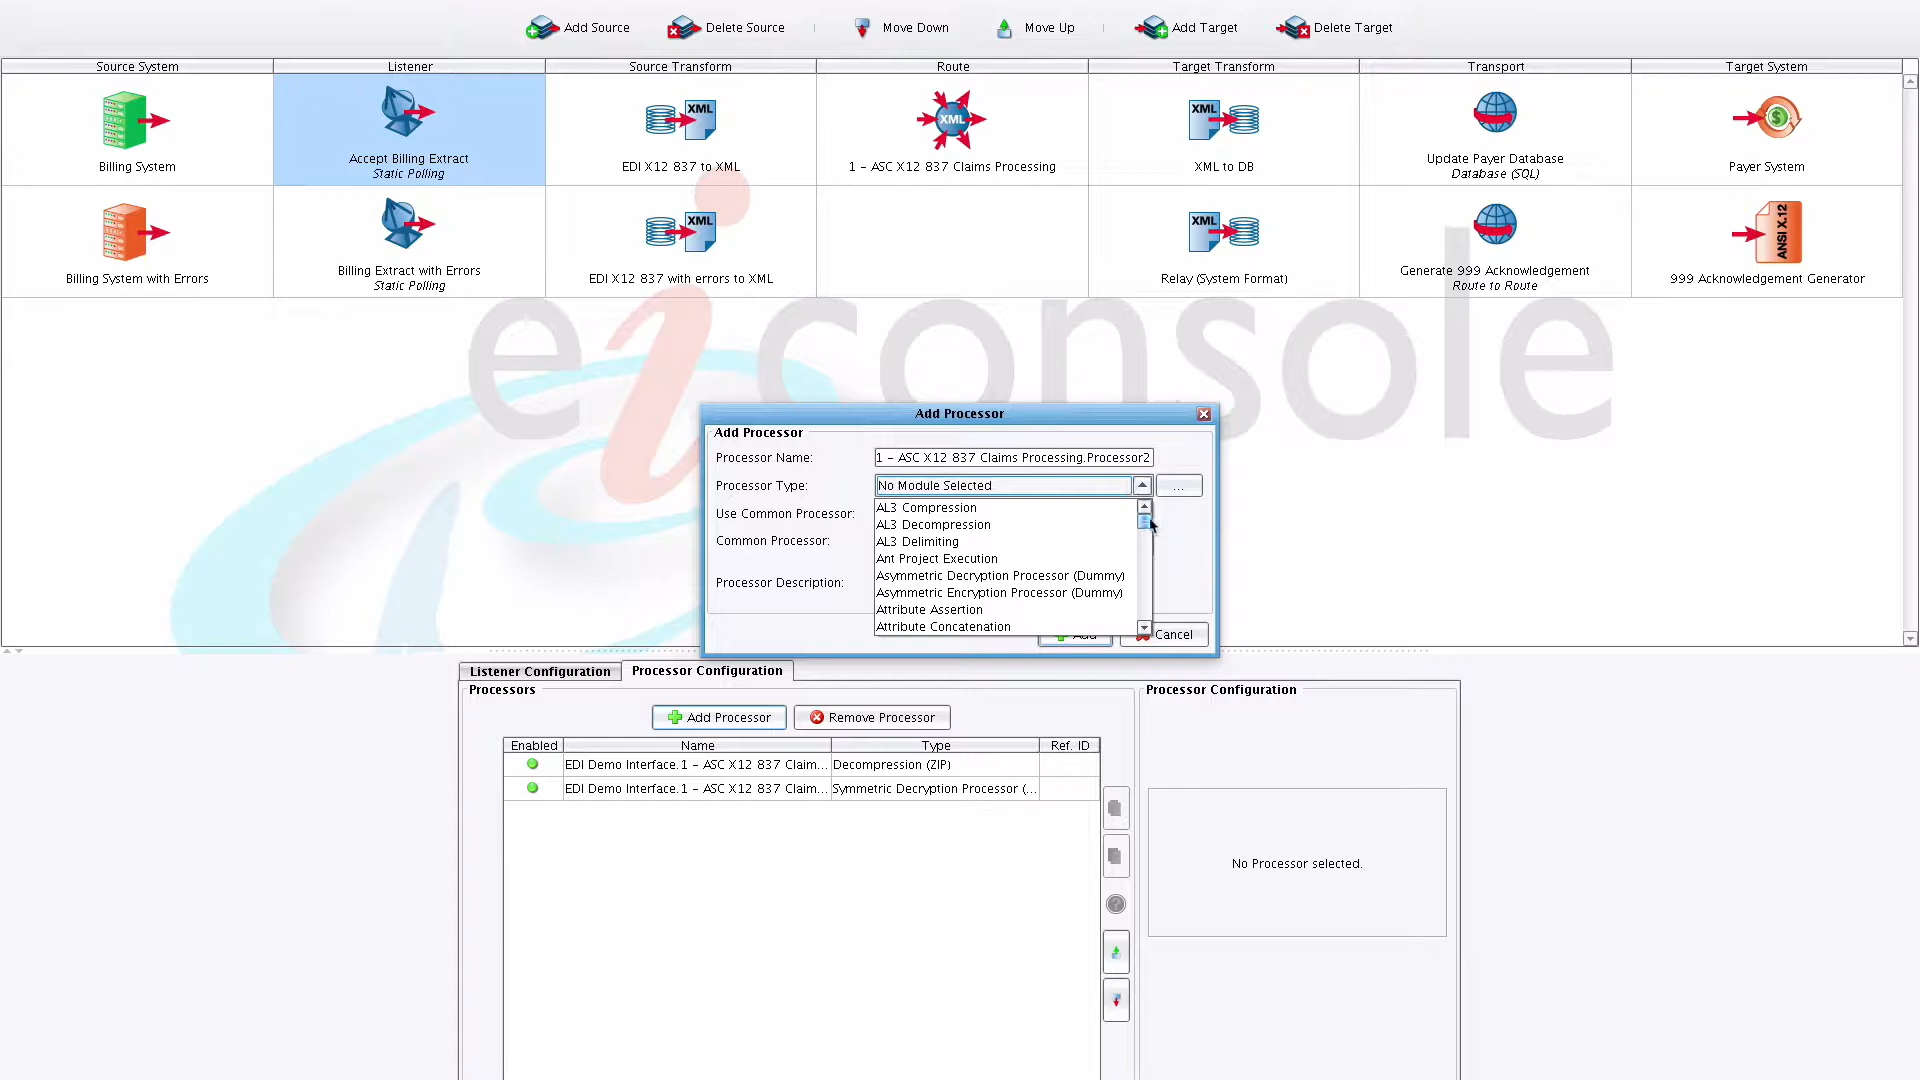 Add Source
Delete Source
Move Down
Move Up
Add Target
Delete Target
Source System
Listener
Source Transform
Route
Target Transform
Transport
Target System
XML
XML
XML
Billing System
Accept Billing Extract
Static Polling
EDI X12 837 to XML
1 - ASC X12 837 Claims Processing
XML to DB
Update Payer Database
Database (SQL)
Payer System
XML
XML
ANSI X.12
Billing System with Errors
Billing Extract with Errors
Static Polling
EDI X12 837 with errors to XML
Relay (System Format)
Generate 999 Acknowledgement
Route to Route
999 Acknowledgement Generator
eiconsole
Add Processor
Add Processor
Processor Name:
1 - ASC X12 837 Claims Processing.Processor2
Processor Type:
No Module Selected
...
Use Common Processor:
Common Processor:
Processor Description:
AL3 Compression
AL3 Decompression
AL3 Delimiting
Ant Project Execution
Asymmetric Decryption Processor (Dummy)
Asymmetric Encryption Processor (Dummy)
Attribute Assertion
Attribute Concatenation
Add
Cancel
Listener Configuration
Processor Configuration
Processors
Processor Configuration
Add Processor
Remove Processor
Enabled
Name
Type
Ref. ID
EDI Demo Interface.1 - ASC X12 837 Claim...
Decompression (ZIP)
EDI Demo Interface.1 - ASC X12 837 Claim...
Symmetric Decryption Processor (...
No Processor selected.